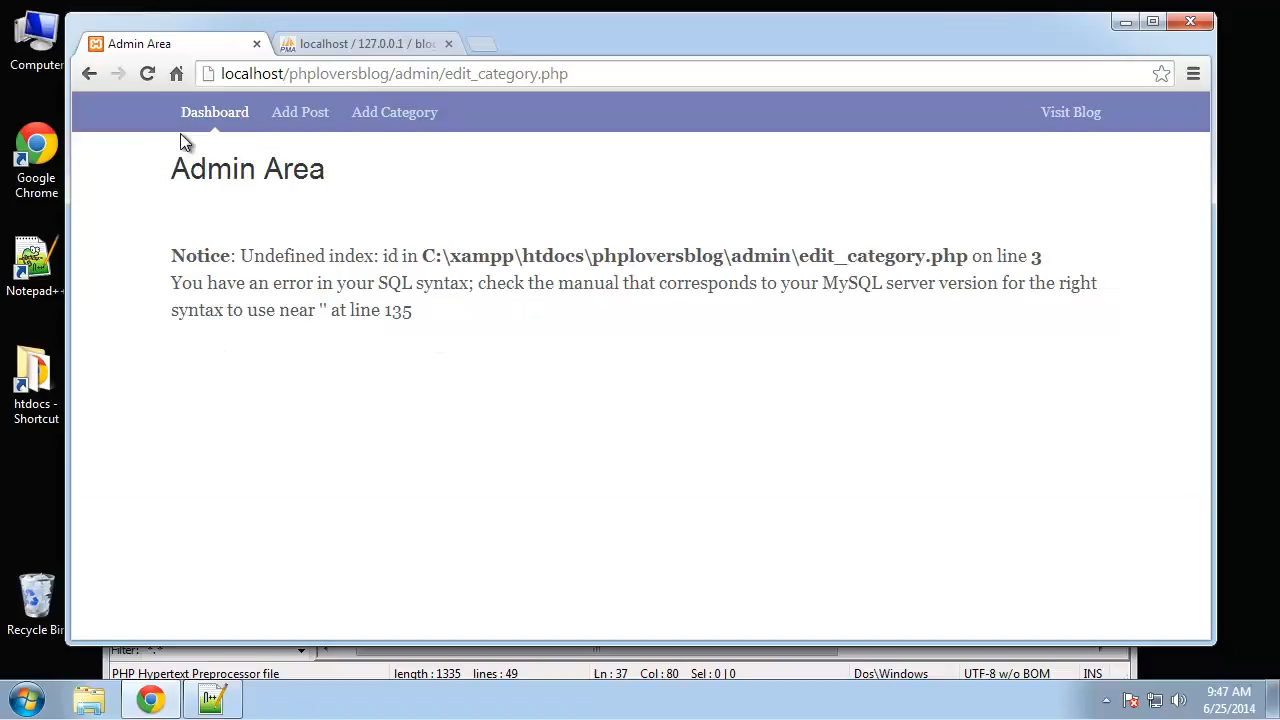 Computer
Google
Chrome
Notepad++
htdocs -
Shortcut
Recycle Bin
Admin Area
PMA
localhost / 127.0.0.1 / bloc
localhost/phploversblog/admin/edit_category.php
Dashboard
Add Post
Add Category
Visit Blog
Admin Area
Notice: Undefined index: id in C:\xampp\htdocs\phploversblog\admin\edit_category.php on line 3
You have an error in your SQL syntax; check the manual that corresponds to your MySQL server version for the right
syntax to use near '' at line 135
Filter: *.*
PHP Hypertext Preprocessor file
length : 1335 lines : 49
Ln : 37 Col : 80 Sel : 0 | 0
Dos\Windows
UTF-8 w/o BOM
INS
9:47 AM
6/25/2014